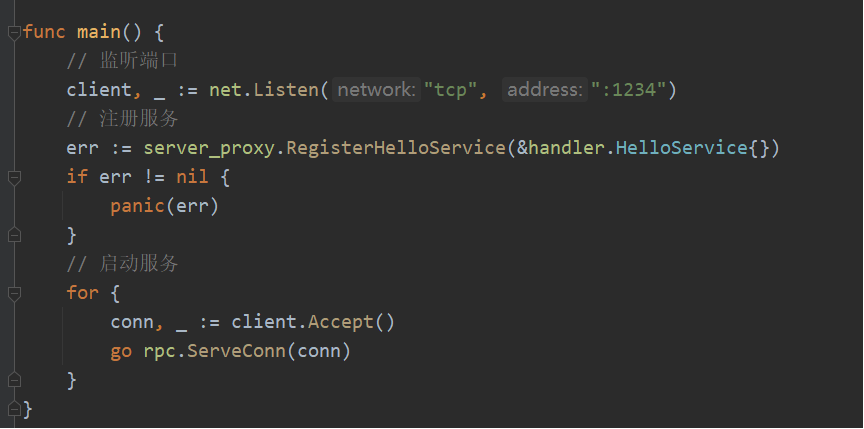 func main() {
// 监听端口
client, _ := net.Listen( network: "tcp", address: ":1234")
// 注册服务
err := server_proxy.RegisterHelloService(&handler.HelloService{})
if err != nil {
panic(err)
}
// 启动服务
for {
conn, _ := client.Accept()
go rpc.ServeConn(conn)
}
}